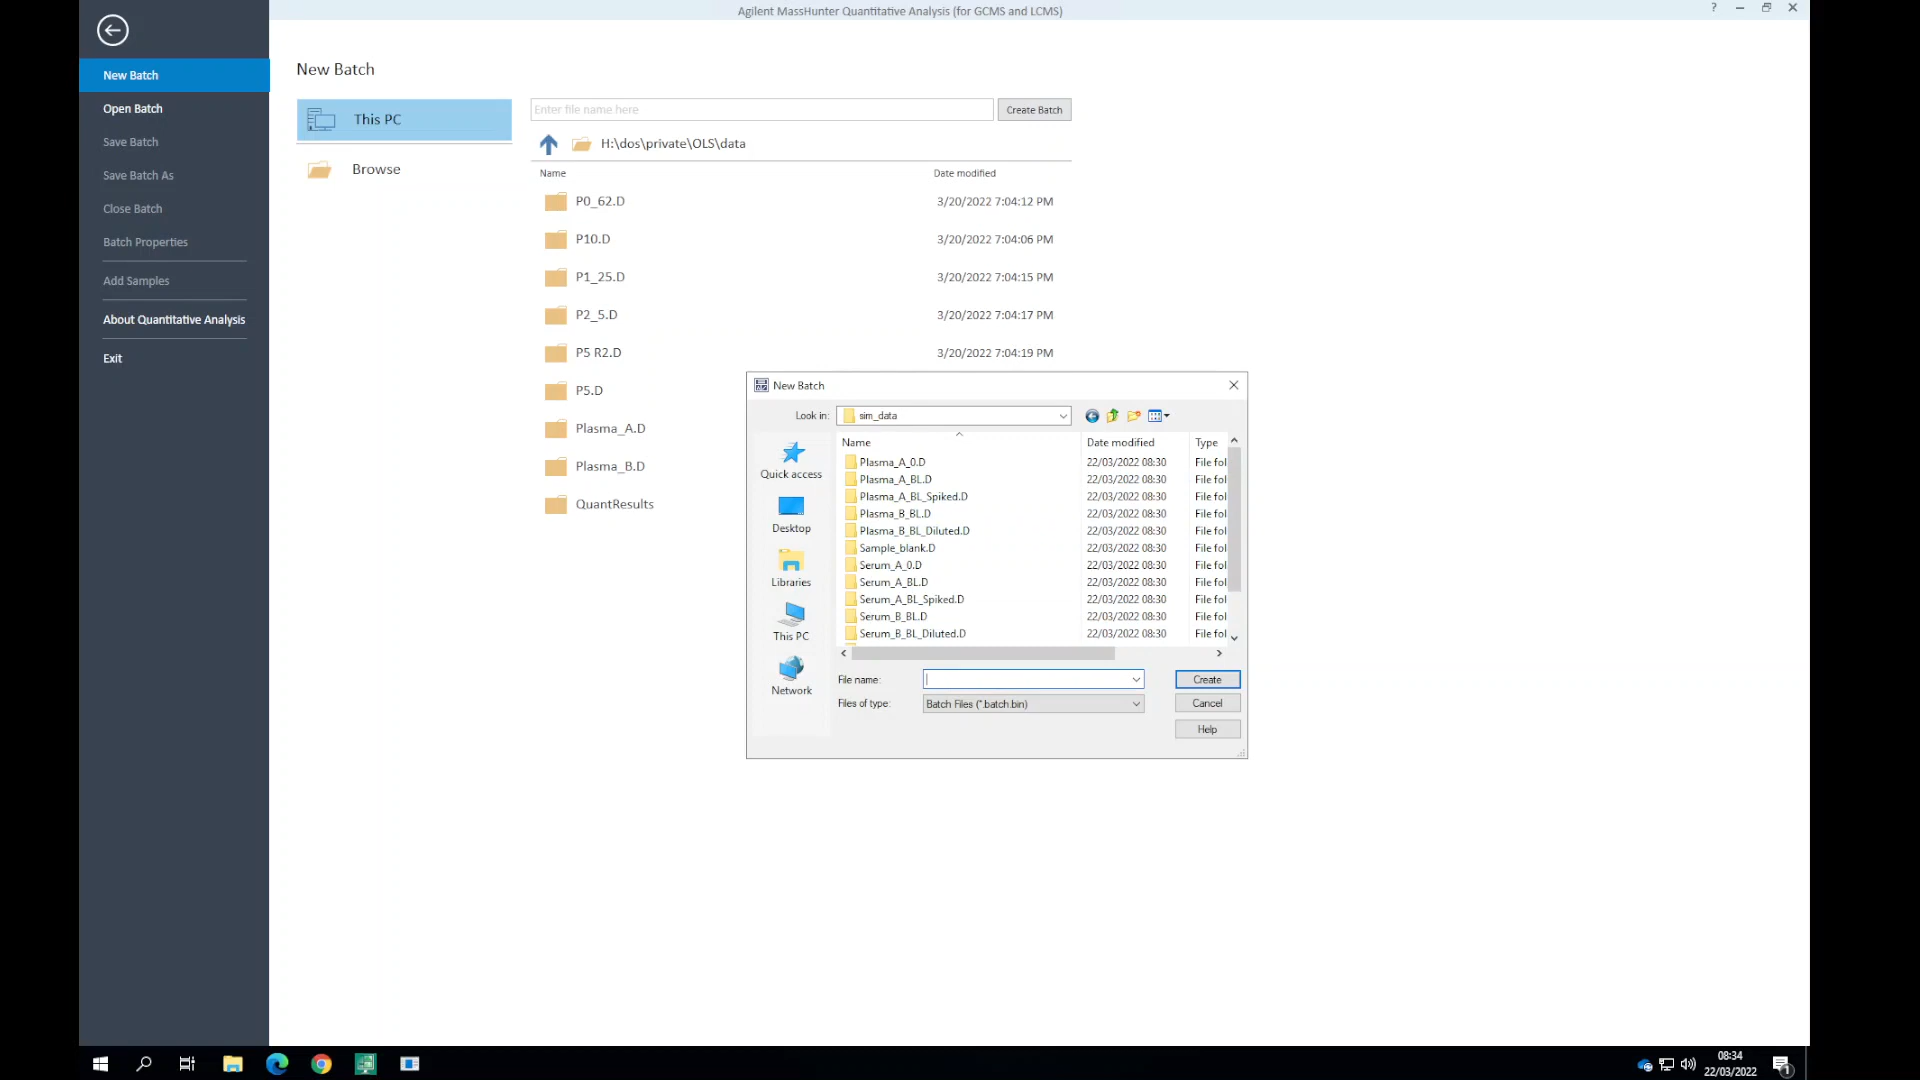 Agilent MassHunter Quantitative Analysis (for GCMS and LCMS)
?
New Batch
Open Batch
Save Batch
Save Batch As
Close Batch
Batch Properties
Add Samples
About Quantitative Analysis
Exit
New Batch
This PC
Browse
Enter file name here
Create Batch
H:\dos\private\OLS\data
Name Date modified
P0_62.D 3/20/2022 7:04:12 PM
P10.D 3/20/2022 7:04:06 PM
P1_25.D 3/20/2022 7:04:15 PM
P2_5.D 3/20/2022 7:04:17 PM
P5 R2.D 3/20/2022 7:04:19 PM
P5.D
Plasma_A.D
Plasma_B.D
QuantResults
New Batch
Look in: sim_data
Quick access
Desktop
Libraries
This PC
Network
Name Date modified Type
Plasma_A_0.D 22/03/2022 08:30 File fol
Plasma_A_BL.D 22/03/2022 08:30 File fol
Plasma_A_BL_Spiked.D 22/03/2022 08:30 File fol
Plasma_B_BL.D 22/03/2022 08:30 File fol
Plasma_B_BL_Diluted.D 22/03/2022 08:30 File fol
Sample_blank.D 22/03/2022 08:30 File fol
Serum_A_0.D 22/03/2022 08:30 File fol
Serum_A_BL.D 22/03/2022 08:30 File fol
Serum_A_BL_Spiked.D 22/03/2022 08:30 File fol
Serum_B_BL.D 22/03/2022 08:30 File fol
Serum_B_BL_Diluted.D 22/03/2022 08:30 File fol
File name: Create
Files of type: Batch Files (*.batch.bin) Cancel
Help
08:34
22/03/2022
1